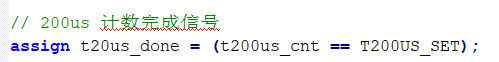 // 200us 计数完成信号
assign t20us_done = (t200us_cnt == T200US_SET);